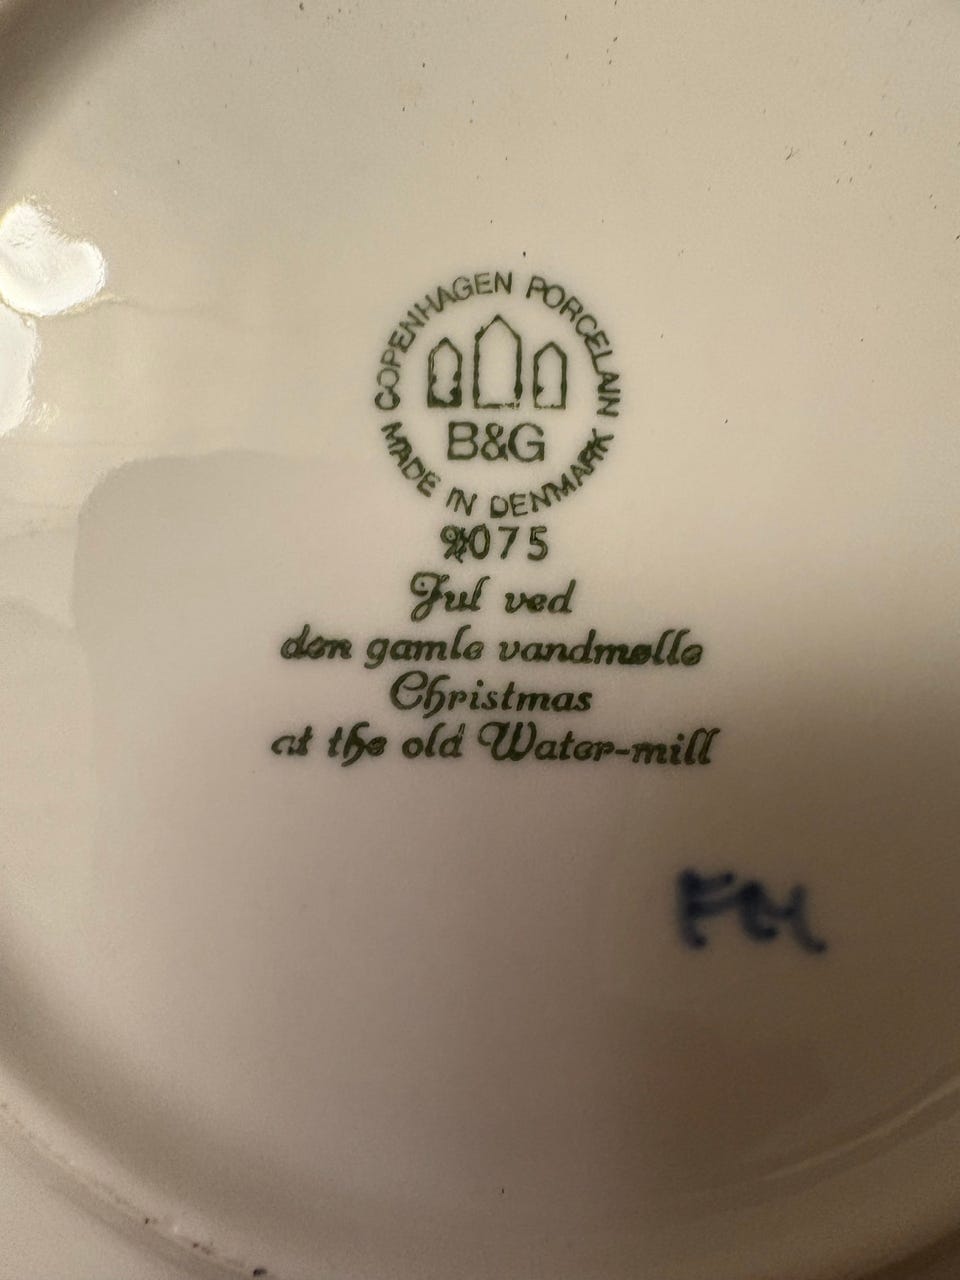 COPENHAGEN PORCELAIN
B&G
MADE IN DENMARK
9075
Jul ved
den gamle vandmølle
Christmas
at the old Water-mill